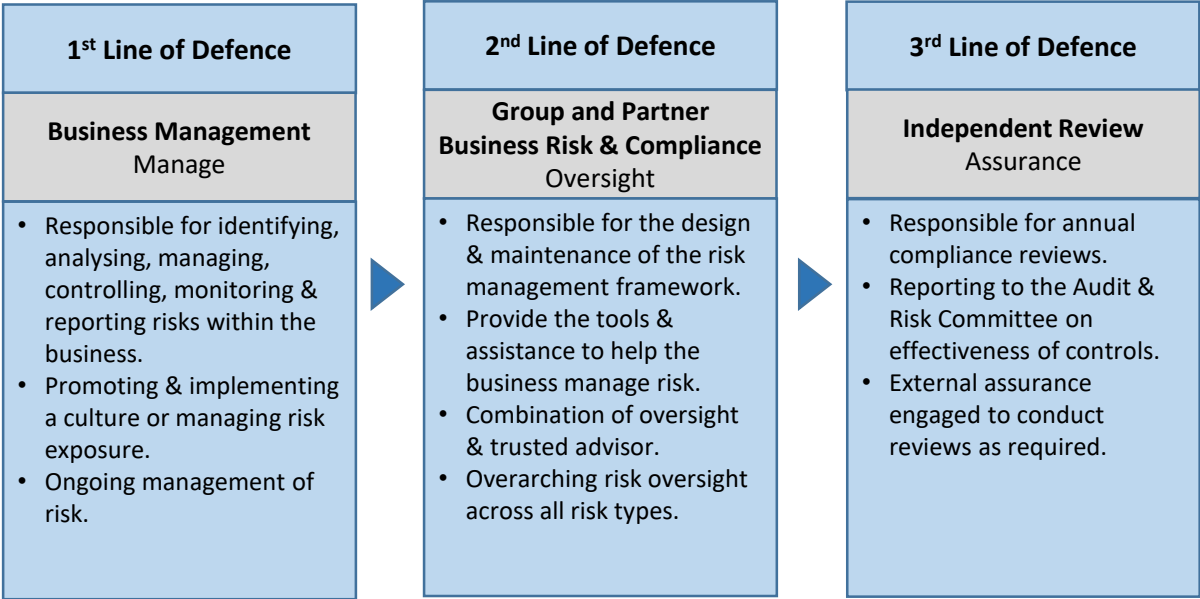 1st Line of Defence
Business Management
Manage
• Responsible for identifying,
analysing, managing,
controlling, monitoring &
reporting risks within the
business.
• Promoting & implementing
a culture or managing risk
exposure.
• Ongoing management of
risk.
2nd Line of Defence
Group and Partner
Business Risk & Compliance
Oversight
• Responsible for the design
& maintenance of the risk
management framework.
• Provide the tools &
assistance to help the
business manage risk.
• Combination of oversight
& trusted advisor.
• Overarching risk oversight
across all risk types.
3rd Line of Defence
Independent Review
Assurance
• Responsible for annual
compliance reviews.
• Reporting to the Audit &
Risk Committee on
effectiveness of controls.
• External assurance
engaged to conduct
reviews as required.